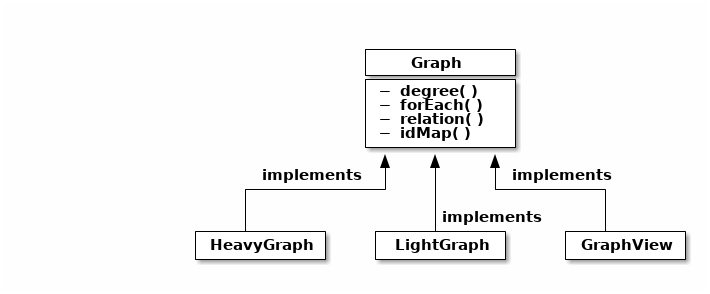 Graph
– degree( )
– forEach( )
– relation( )
– idMap( )
implements
implements
implements
HeavyGraph
LightGraph
GraphView